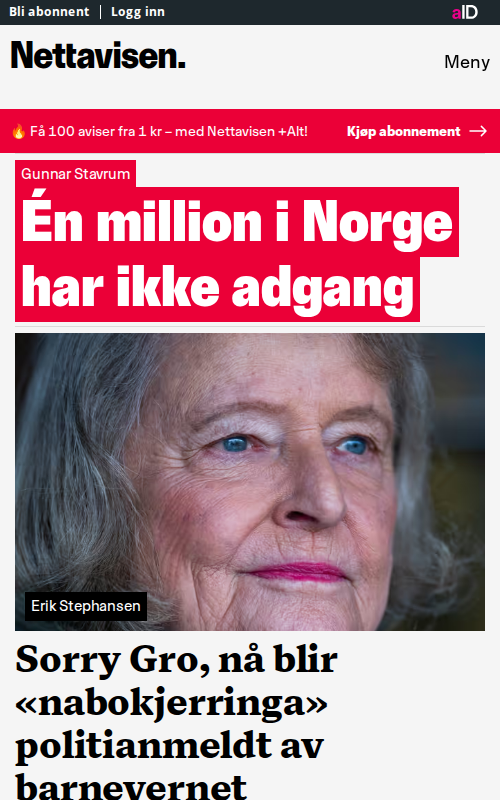 Bli abonnent | Logg inn
aID
Nettavisen.
Meny
🔥 Få 100 aviser fra 1 kr – med Nettavisen +Alt!
Kjøp abonnement →
Gunnar Stavrum
Én million i Norge
har ikke adgang
Erik Stephansen
Sorry Gro, nå blir
«nabokjerringa»
politianmeldt av
barnevernet